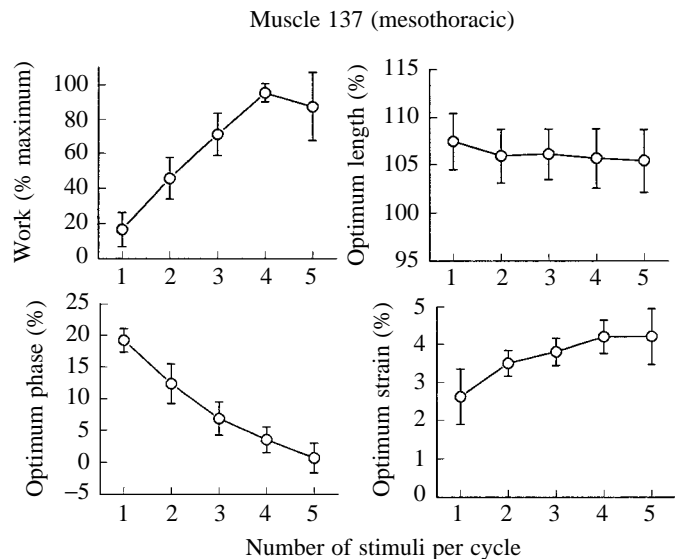 Muscle 137 (mesothoracic)
Work (% maximum)
100
80
60
40
20
0
1 2 3 4 5
Optimum length (%)
115
110
105
100
95
1 2 3 4 5
Optimum phase (%)
25
20
15
10
5
0
−5
1 2 3 4 5
Optimum strain (%)
5
4
3
2
1
0
1 2 3 4 5
Number of stimuli per cycle